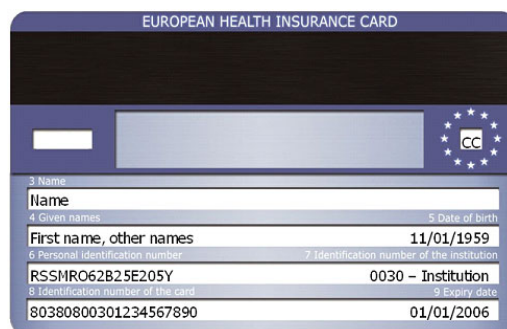 EUROPEAN HEALTH INSURANCE CARD
CC
3 Name
Name
4 Given names 5 Date of birth
First name, other names 11/01/1959
6 Personal identification number 7 Identification number of the institution
RSSMRO62B25E205Y 0030 – Institution
8 Identification number of the card 9 Expiry date
80380800301234567890 01/01/2006